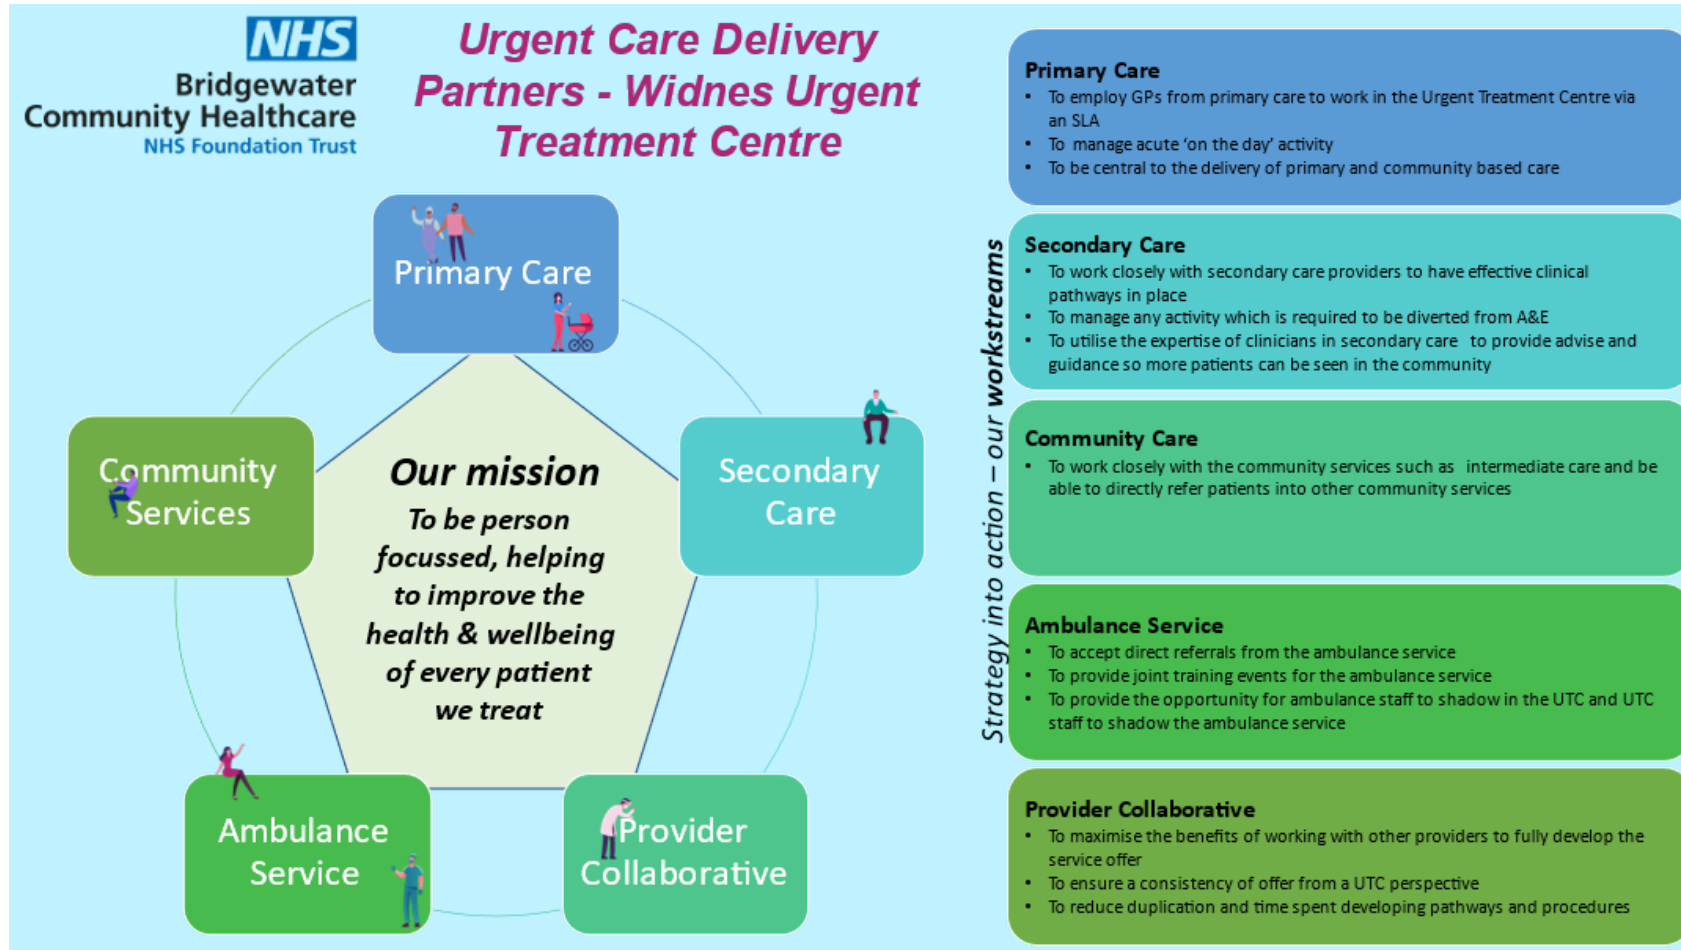 NHS
Bridgewater
Community Healthcare
NHS Foundation Trust
Urgent Care Delivery
Partners - Widnes Urgent
Treatment Centre
Primary Care
Secondary
Care
Provider
Collaborative
Ambulance
Service
Community
Services
Our mission
To be person
focussed, helping
to improve the
health & wellbeing
of every patient
we treat
Strategy into action – our workstreams
Primary Care
• To employ GPs from primary care to work in the Urgent Treatment Centre via
an SLA
• To manage acute ‘on the day’ activity
• To be central to the delivery of primary and community based care
Secondary Care
• To work closely with secondary care providers to have effective clinical
pathways in place
• To manage any activity which is required to be diverted from A&E
• To utilise the expertise of clinicians in secondary care to provide advise and
guidance so more patients can be seen in the community
Community Care
• To work closely with the community services such as intermediate care and be
able to directly refer patients into other community services
Ambulance Service
• To accept direct referrals from the ambulance service
• To provide joint training events for the ambulance service
• To provide the opportunity for ambulance staff to shadow in the UTC and UTC
staff to shadow the ambulance service
Provider Collaborative
• To maximise the benefits of working with other providers to fully develop the
service offer
• To ensure a consistency of offer from a UTC perspective
• To reduce duplication and time spent developing pathways and procedures